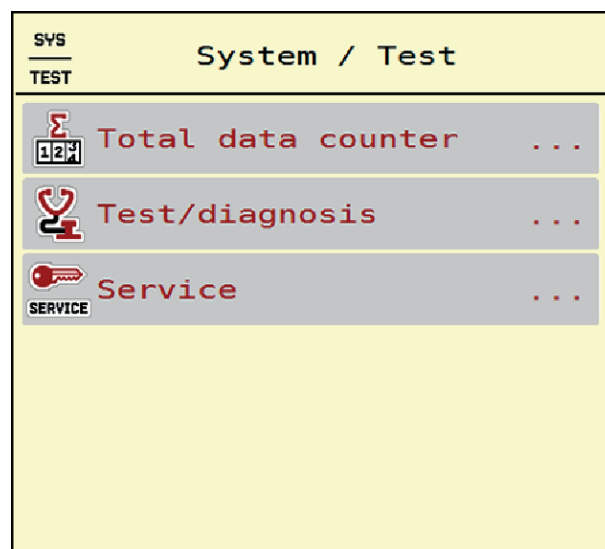 SYS
TEST
System / Test
Total data counter ...
Test/diagnosis ...
SERVICE
Service ...